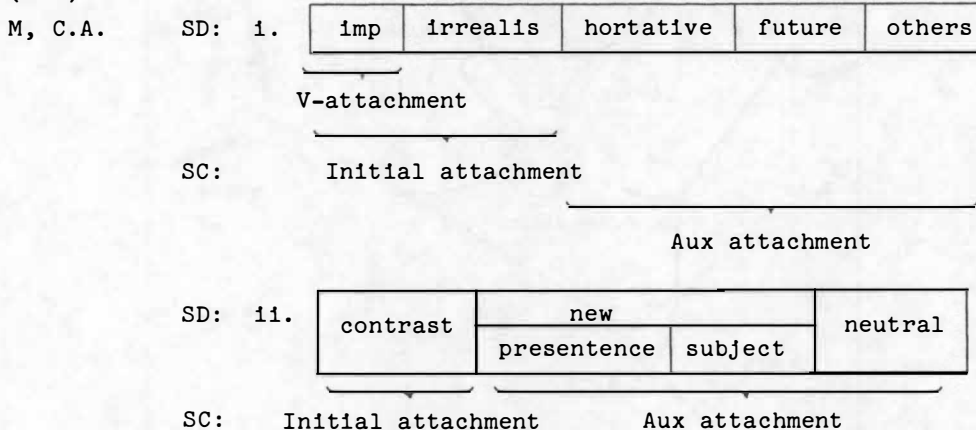 M, C.A. SD: i. imp irrealis hortative future others
V-attachment
SC: Initial attachment
Aux attachment
SD: ii. contrast new neutral
presentence subject
SC: Initial attachment Aux attachment